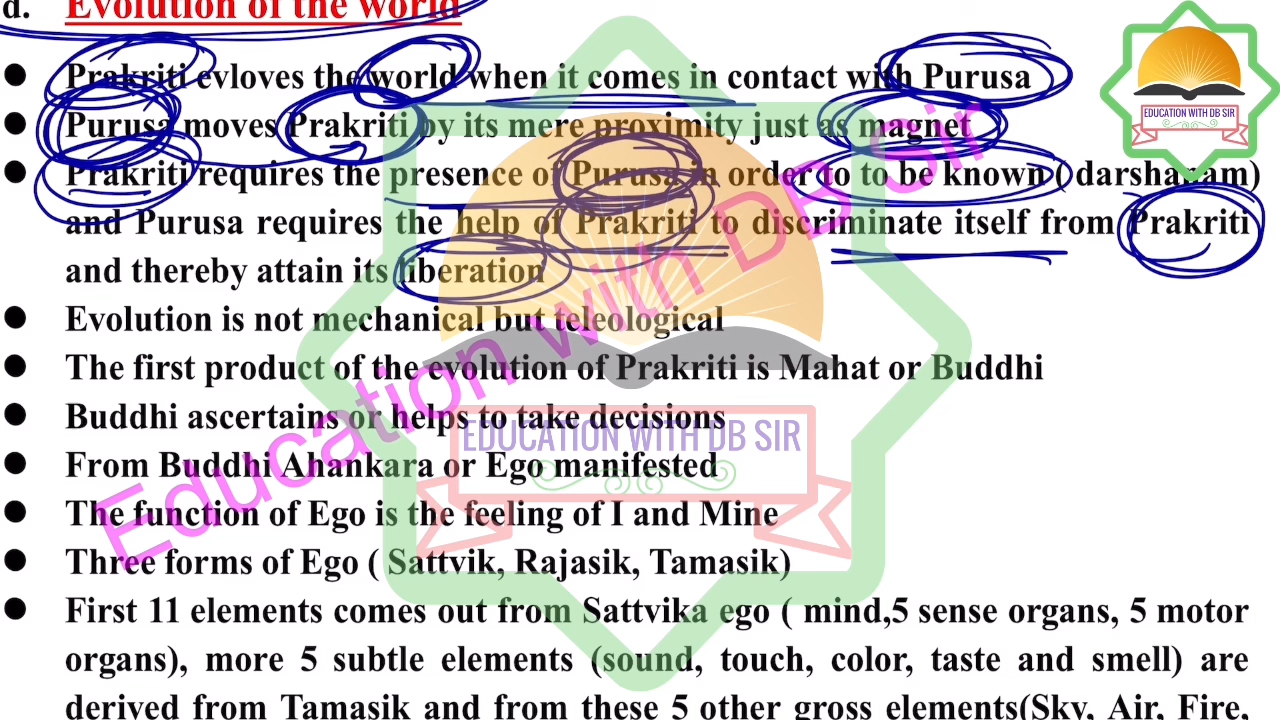 d. Evolution of the world
● Prakriti evloves the world when it comes in contact with Purusa
● Purusa moves Prakriti by its mere proximity just as magnet
● Prakriti requires the presence of Purusa in order to to be known ( darshanam)
and Purusa requires the help of Prakriti to discriminate itself from Prakriti
and thereby attain its liberation
● Evolution is not mechanical but teleological
● The first product of the evolution of Prakriti is Mahat or Buddhi
● Buddhi ascertains or helps to take decisions
● From Buddhi Ahankara or Ego manifested
● The function of Ego is the feeling of I and Mine
● Three forms of Ego ( Sattvik, Rajasik, Tamasik)
● First 11 elements comes out from Sattvika ego ( mind,5 sense organs, 5 motor
organs), more 5 subtle elements (sound, touch, color, taste and smell) are
derived from Tamasik and from these 5 other gross elements(Sky, Air, Fire,
EDUCATION WITH DB SIR
Education with DB Sir
EDUCATION WITH DB SIR